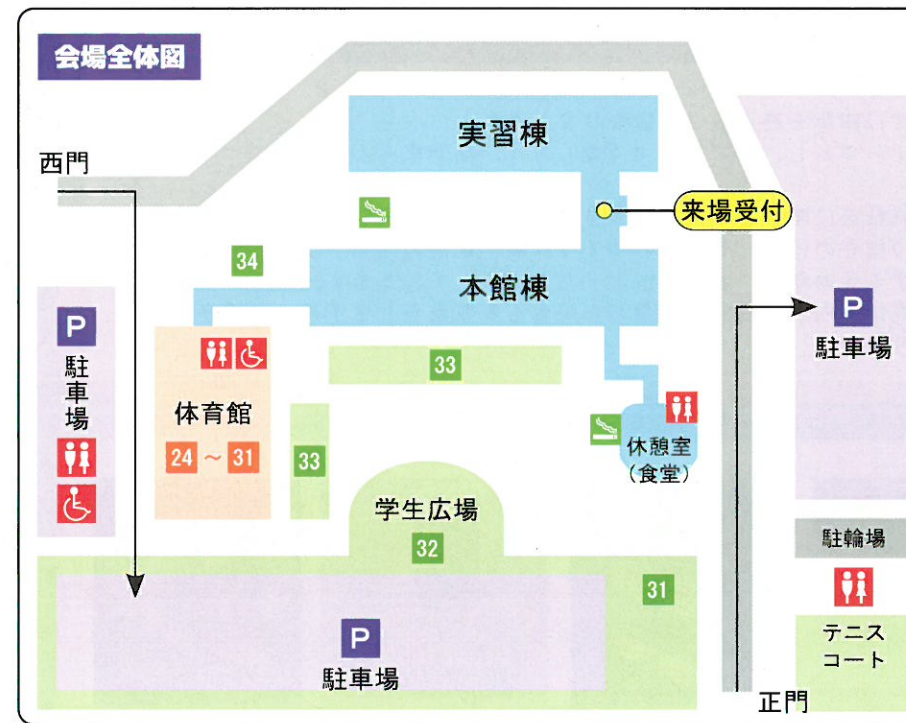 会場全体図
実習棟
西門
来場受付
34
本館棟
P
駐車場
P
駐車場
33
体育館
24 ~ 31
33
休憩室
(食堂)
学生広場
32
駐輪場
31
P
駐車場
テニス
コート
正門